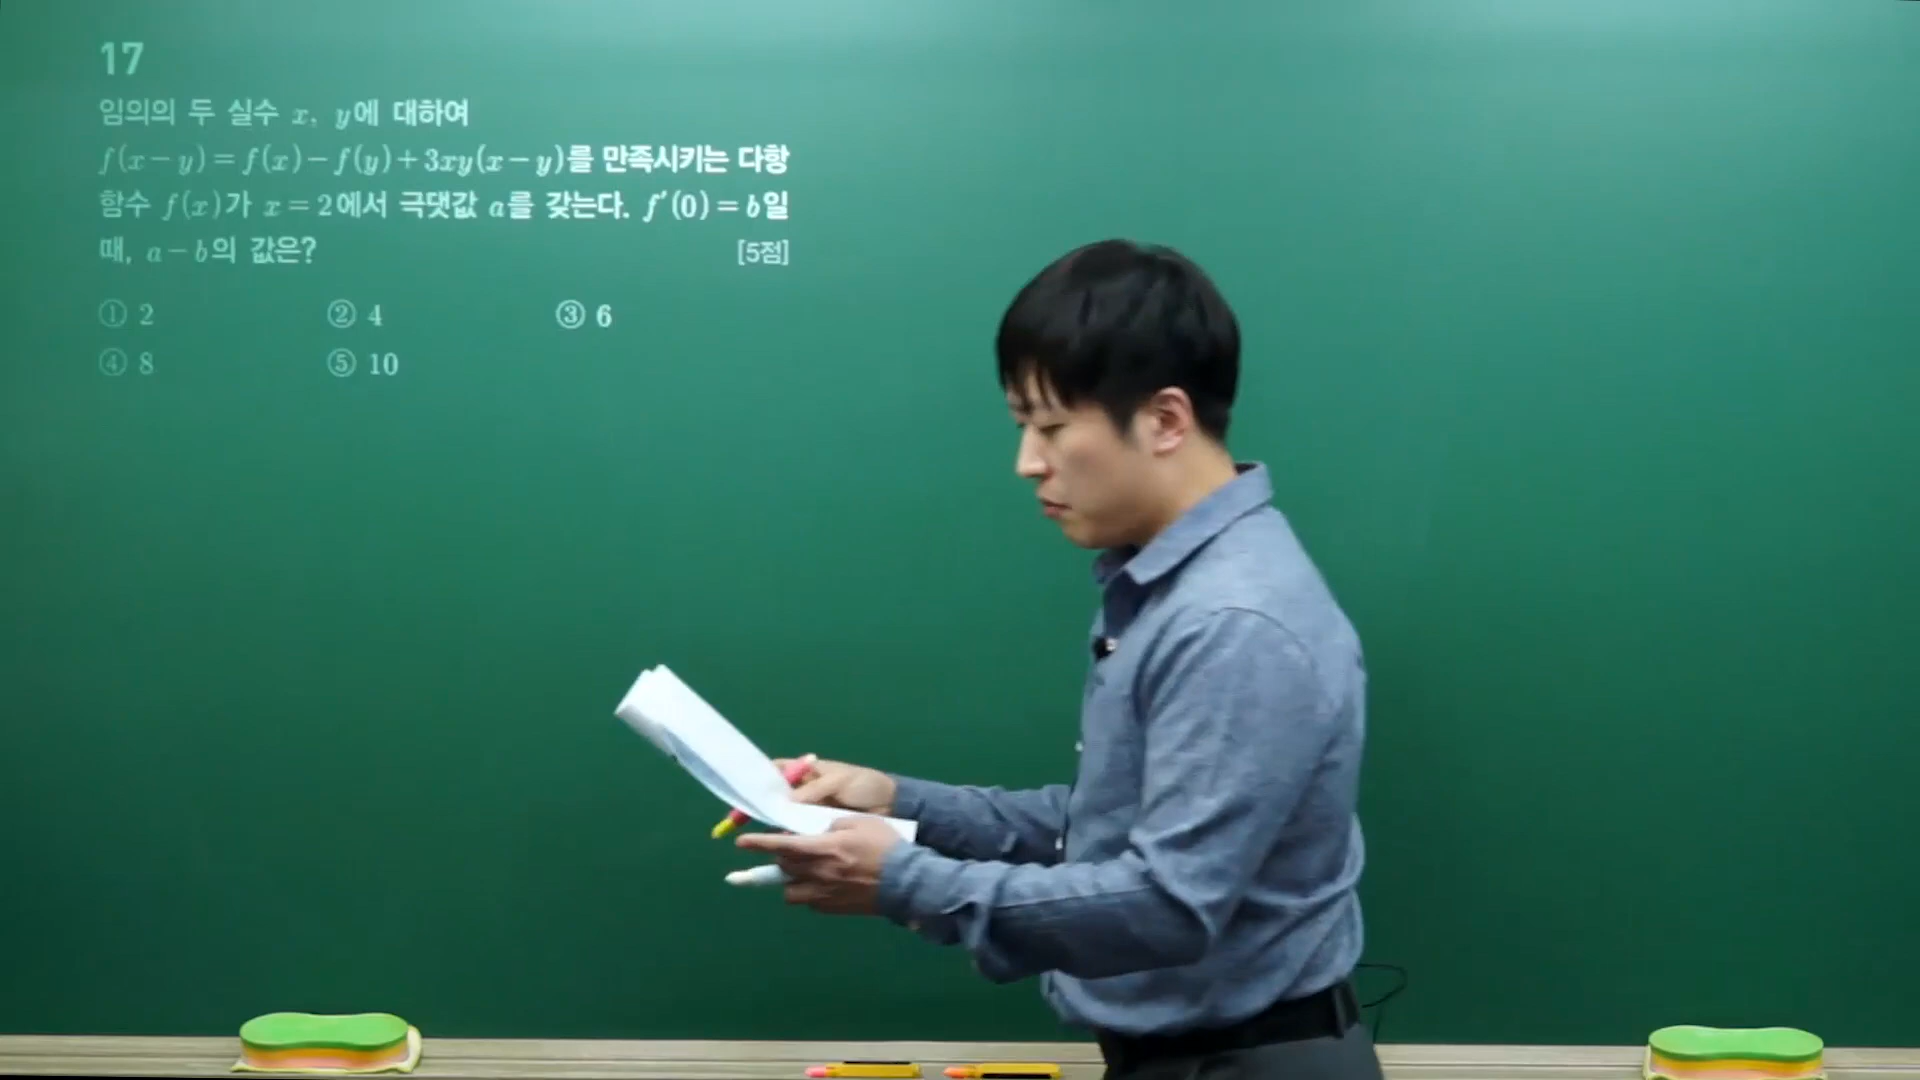 17
임의의 두 실수 x, y에 대하여
f(x-y)=f(x)-f(y)+3xy(x-y)를 만족시키는 다항
함수 f(x)가 x=2에서 극댓값 a를 갖는다. f′(0)=b일
때, a-b의 값은? [5점]
① 2 ② 4 ③ 6
④ 8 ⑤ 10